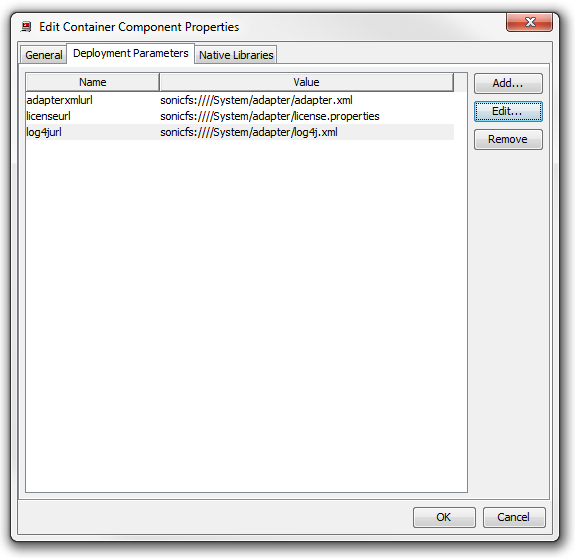 Edit Container Component Properties
General Deployment Parameters Native Libraries
Name Value
adapterxmlurl sonicfs:////System/adapter/adapter.xml
licenseurl sonicfs:////System/adapter/license.properties
log4jurl sonicfs:////System/adapter/log4j.xml
Add...
Edit...
Remove
OK Cancel